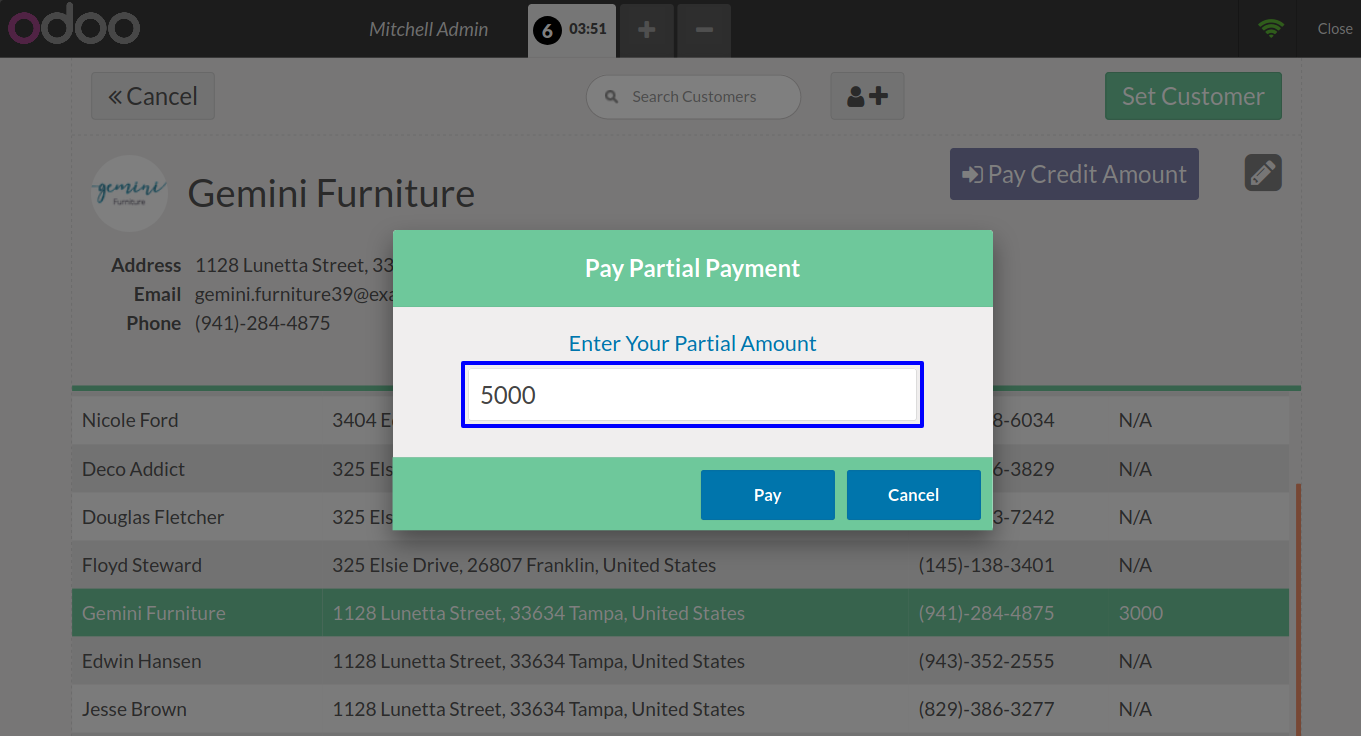 odoo Mitchell Admin 6 03:51 Close
Cancel Search Customers Set Customer
gemini
Furniture
Gemini Furniture
Pay Credit Amount
Address 1128 Lunetta Street, 33
Email gemini.furniture39@exa
Phone (941)-284-4875
Pay Partial Payment
Enter Your Partial Amount
5000
Pay Cancel
Nicole Ford 3404 E 8-6034 N/A
Deco Addict 325 Els 6-3829 N/A
Douglas Fletcher 325 Els 3-7242 N/A
Floyd Steward 325 Elsie Drive, 26807 Franklin, United States (145)-138-3401 N/A
Gemini Furniture 1128 Lunetta Street, 33634 Tampa, United States (941)-284-4875 3000
Edwin Hansen 1128 Lunetta Street, 33634 Tampa, United States (943)-352-2555 N/A
Jesse Brown 1128 Lunetta Street, 33634 Tampa, United States (829)-386-3277 N/A